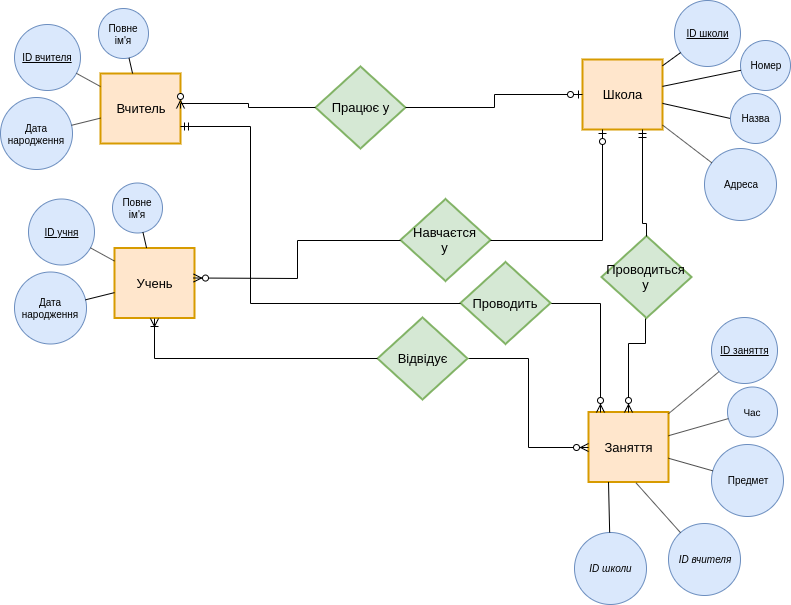 Повне
ім'я
ID вчителя
Вчитель
Дата
народження
Працює у
ID школи
Номер
Школа
Назва
Адреса
Повне
ім'я
ID учня
Учень
Дата
народження
Навчаєтся
у
Проводиться
у
Проводить
Відвідує
ID заняття
Час
Заняття
Предмет
ID школи
ID вчителя